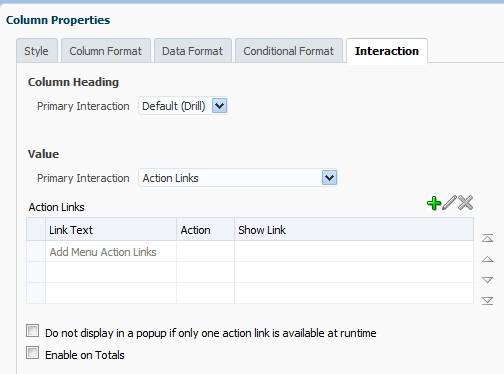 Column Properties
Style Column Format Data Format Conditional Format Interaction
Column Heading
Primary Interaction Default (Drill)
Value
Primary Interaction Action Links
Action Links
Link Text Action Show Link
Add Menu Action Links
Do not display in a popup if only one action link is available at runtime
Enable on Totals